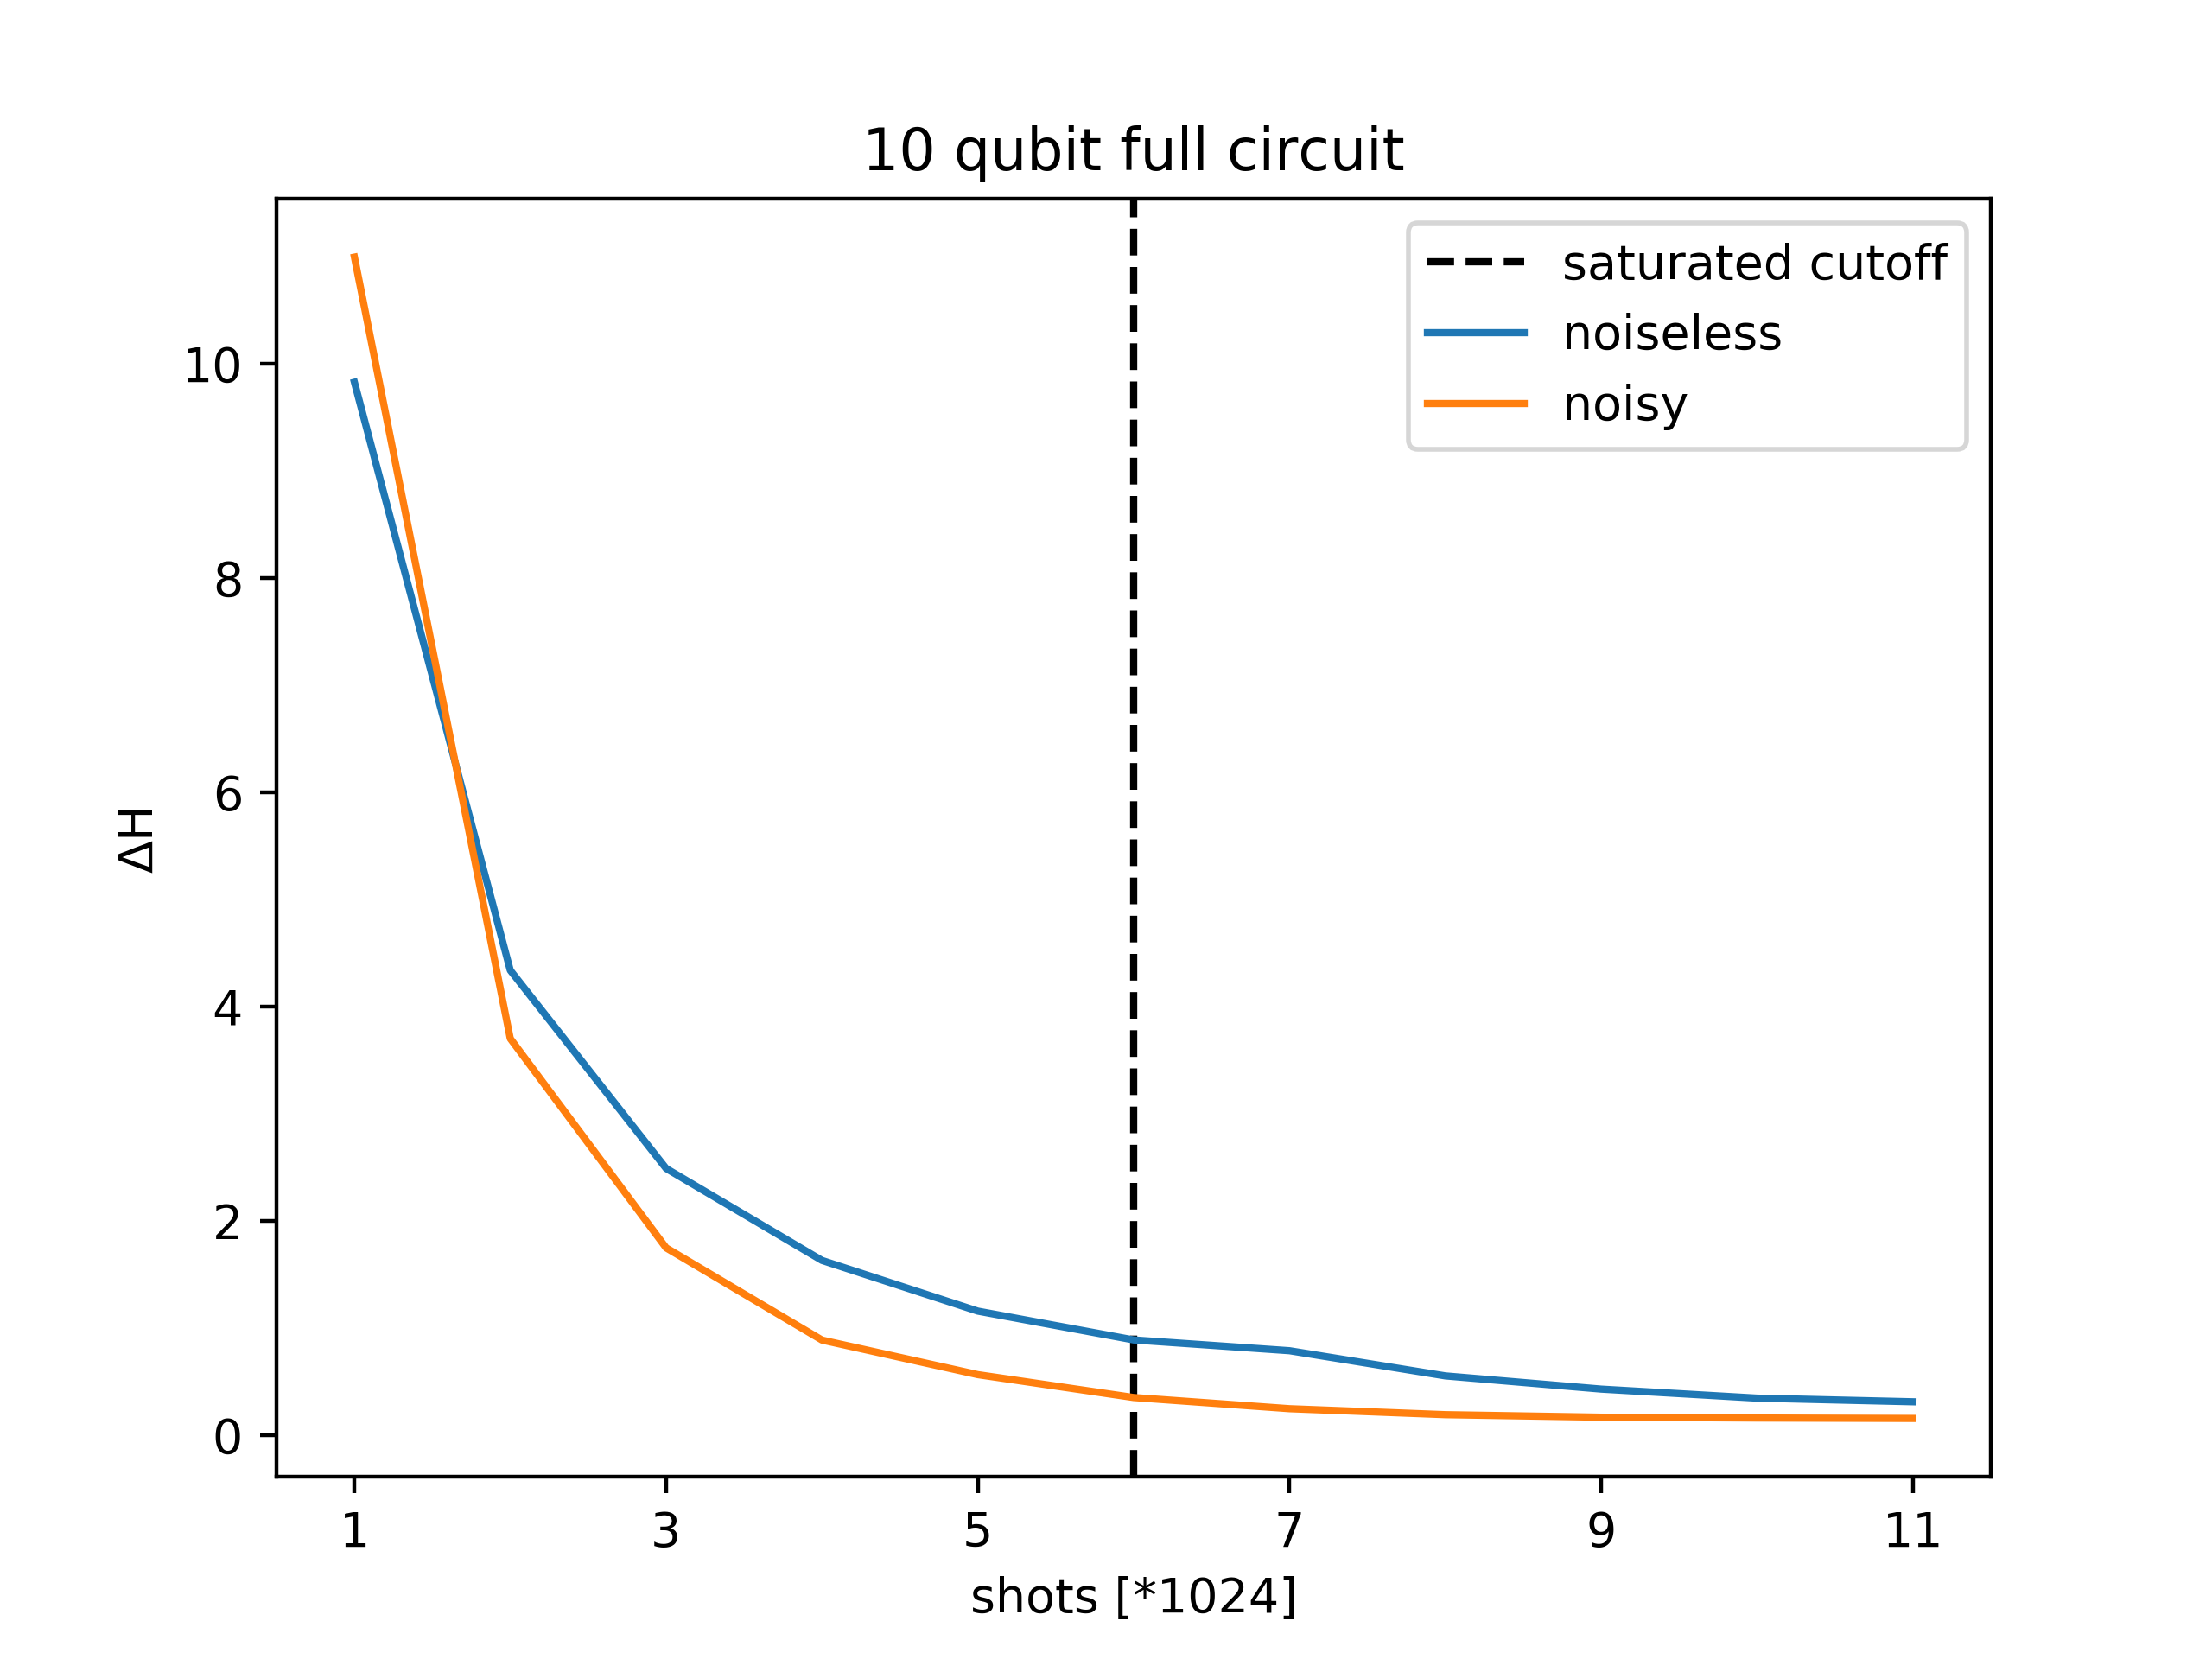 10 qubit full circuit
saturated cutoff
noiseless
noisy
10
8
6
4
2
0
ΔH
1 3 5 7 9 11
shots [*1024]